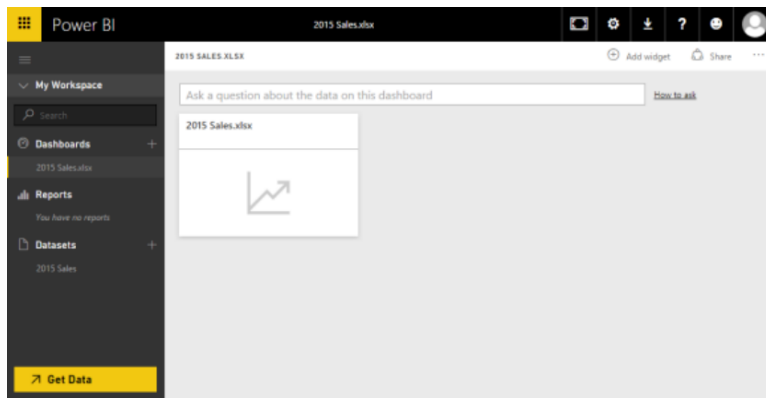 Power BI
2015 Sales.xlsx
?
My Workspace
Search
Dashboards +
2015 Sales.xlsx
Reports
You have no reports
Datasets +
2015 Sales
Get Data
2015 SALES.XLSX
Add widget
Share
...
Ask a question about the data on this dashboard
How to ask
2015 Sales.xlsx